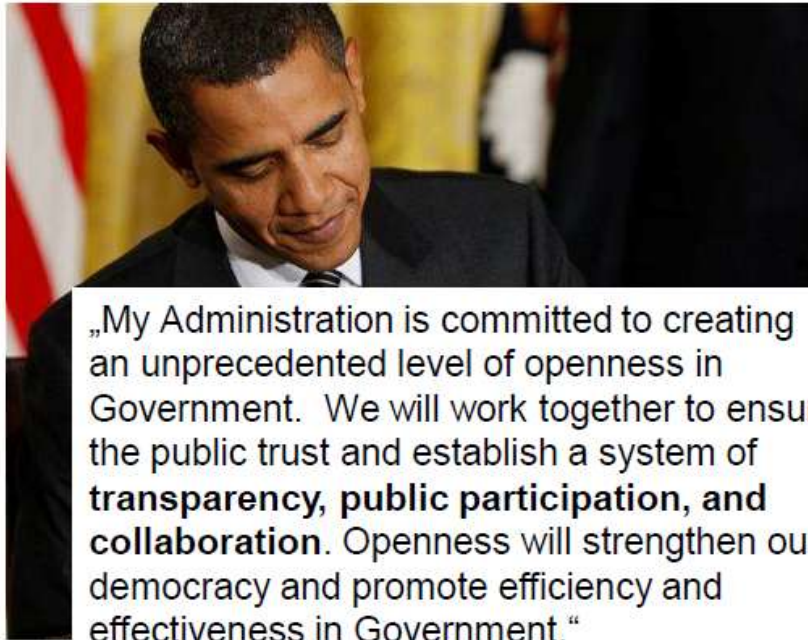 „My Administration is committed to creating
an unprecedented level of openness in
Government. We will work together to ensu
the public trust and establish a system of
transparency, public participation, and
collaboration. Openness will strengthen ou
democracy and promote efficiency and
effectiveness in Government.“